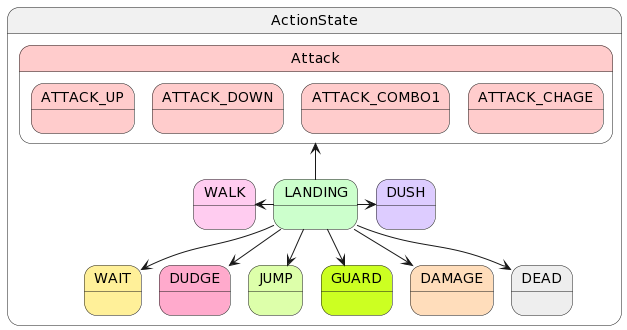 ActionState
Attack
ATTACK_UP
ATTACK_DOWN
ATTACK_COMBO1
ATTACK_CHAGE
WALK
LANDING
DUSH
WAIT
DUDGE
JUMP
GUARD
DAMAGE
DEAD